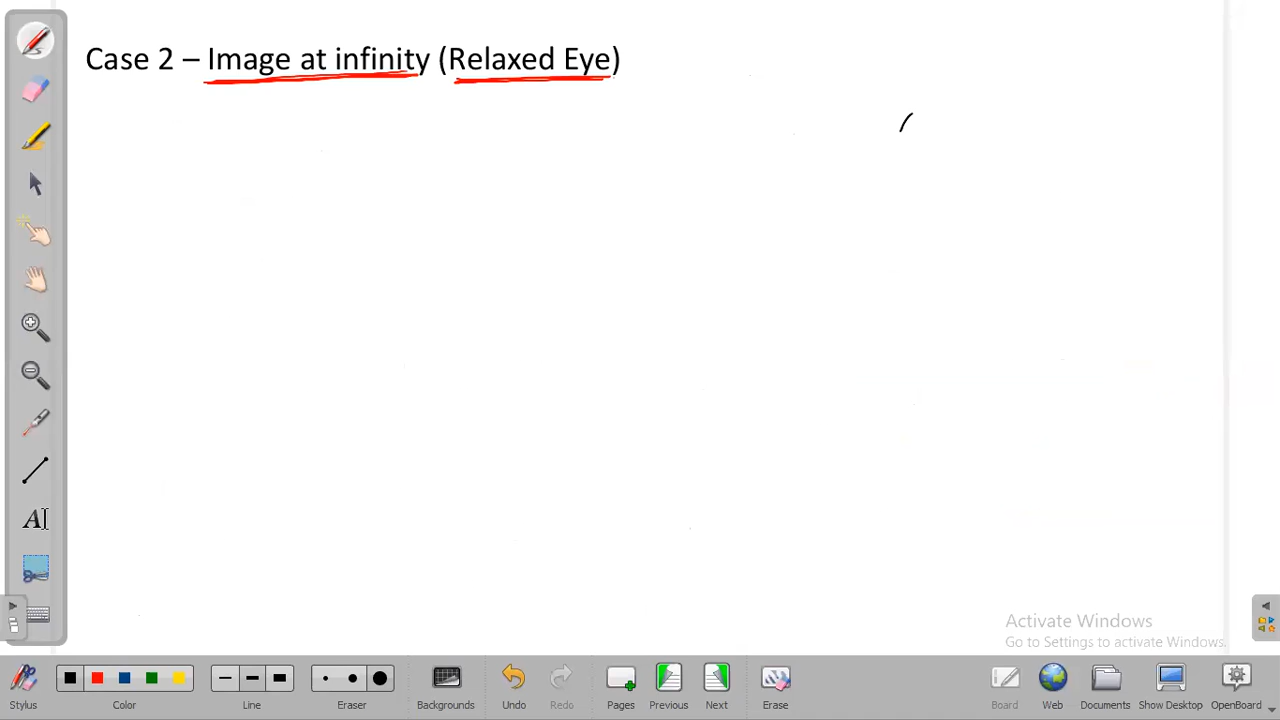 Case 2 – Image at infinity (Relaxed Eye)
A
Activate Windows
Go to Settings to activate Windows.
Stylus
Color
Line
Eraser
Backgrounds
Undo
Redo
Pages
Previous
Next
Erase
Board
Web
Documents
Show Desktop
OpenBoard